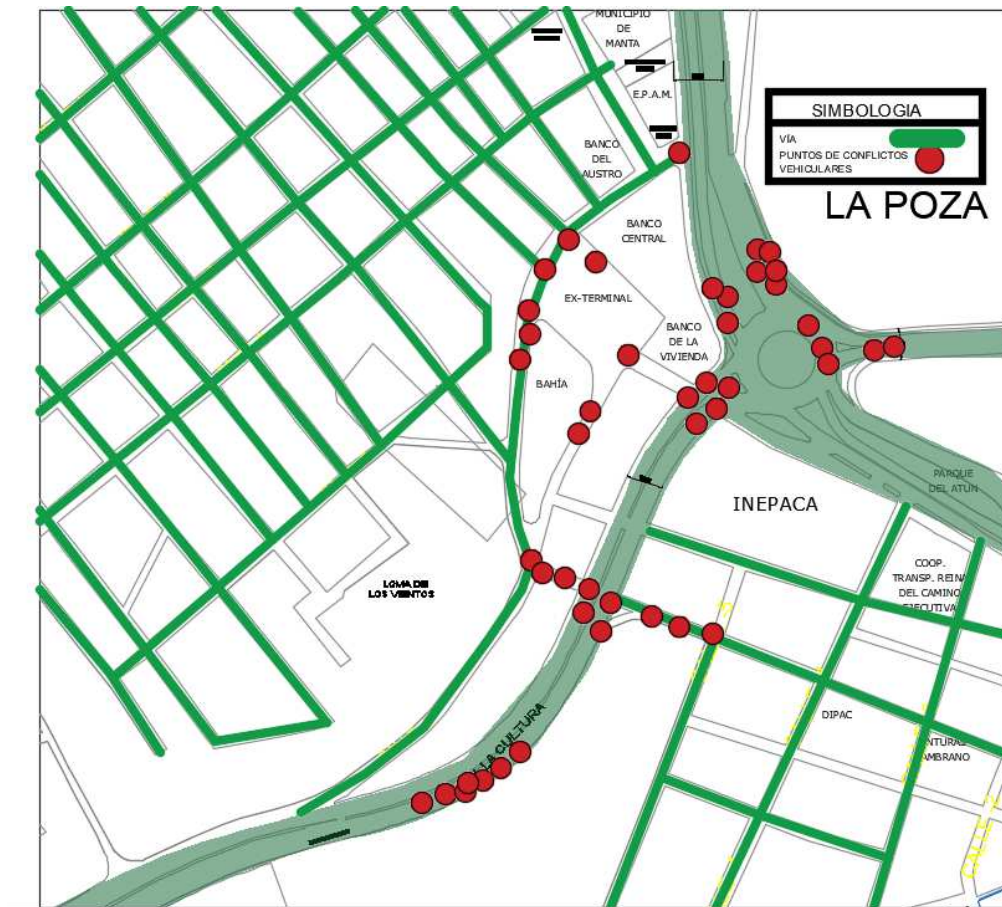 MUNICIPIO
DE
MANTA
E.P.A.M.
BANCO
DEL
AUSTRO
SIMBOLOGIA
VÍA
PUNTOS DE CONFLICTOS
VEHICULARES
LA POZA
BANCO
CENTRAL
EX-TERMINAL
BANCO
DE LA
VIVIENDA
BAHÍA
PARQUE
DEL ATÚN
INEPACA
COOP.
TRANSP. REINA
DEL CAMINO
EJECUTIVA
LOMA DE
LOS VIENTOS
DIPAC
LA CULTURA
CALLE